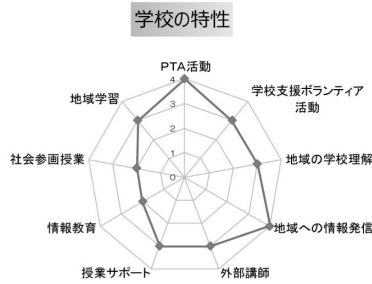 学校の特性
PTA活動
学校支援ボランティア
活動
地域の学校理解
地域への情報発信
外部講師
授業サポート
情報教育
社会参画授業
地域学習
4
3
2
1
0